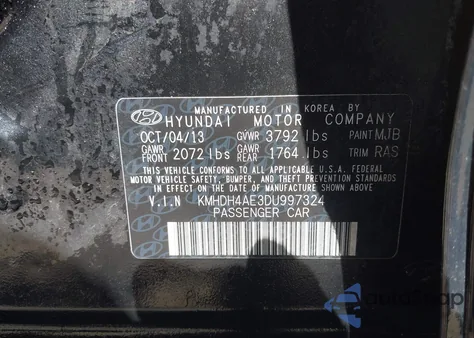 MANUFACTURED IN KOREA BY
HYUNDAI MOTOR COMPANY
OCT/04/13 GVWR 3792 lbs PAINT MJB
GAWR FRONT 2072 lbs GAWR REAR 1764 lbs TRIM RAS
THIS VEHICLE CONFORMS TO ALL APPLICABLE U.S.A. FEDERAL
MOTOR VEHICLE SAFETY, BUMPER, AND THEFT PREVENTION STANDARDS
IN EFFECT ON THE DATE OF MANUFACTURE SHOWN ABOVE.
V.I.N KMHDH4AE3DU997324
PASSENGER CAR